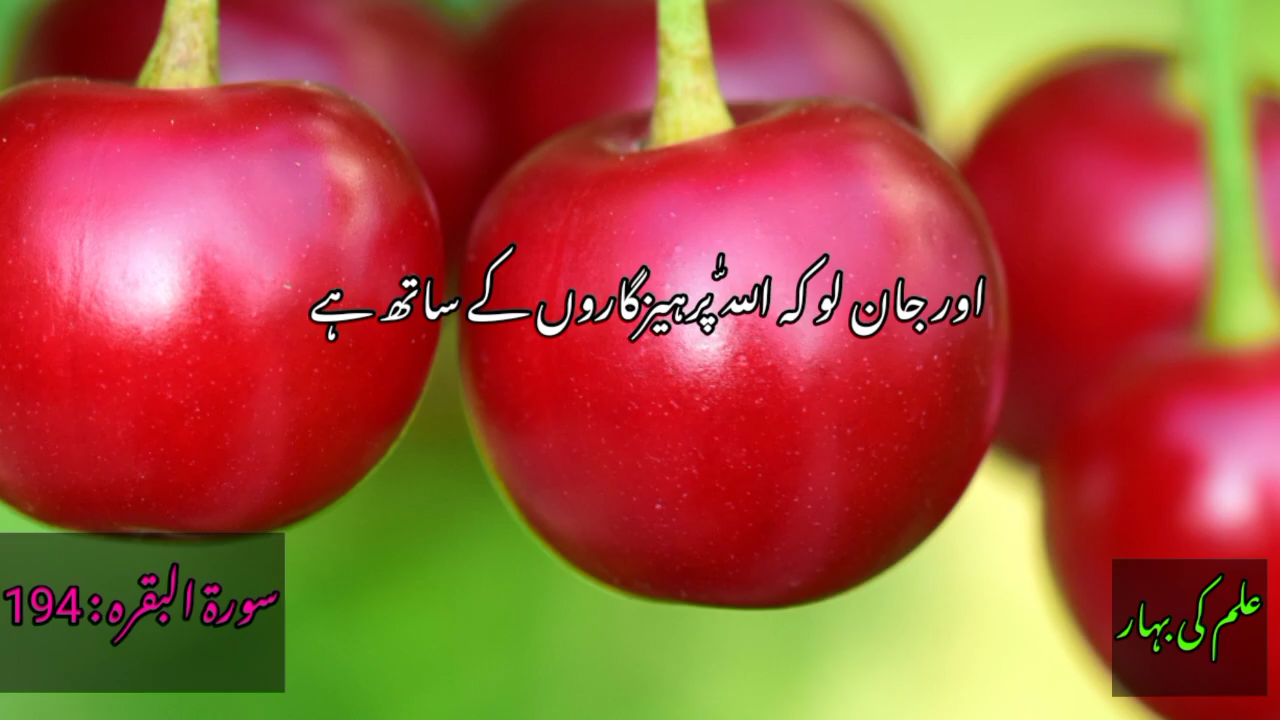 اور جان لو کہ اللہ پرہیزگاروں کے ساتھ ہے
سورۃ البقرہ: 194
علم کی بہار